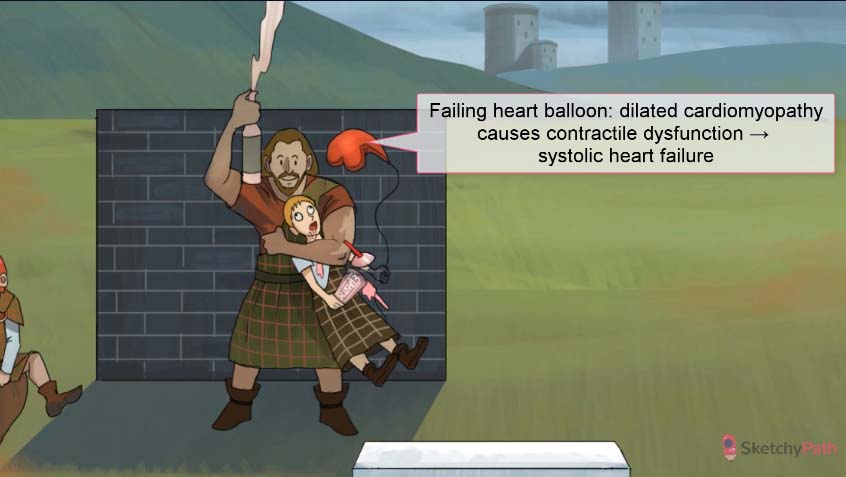 Failing heart balloon: dilated cardiomyopathy
causes contractile dysfunction →
systolic heart failure
SketchyPath